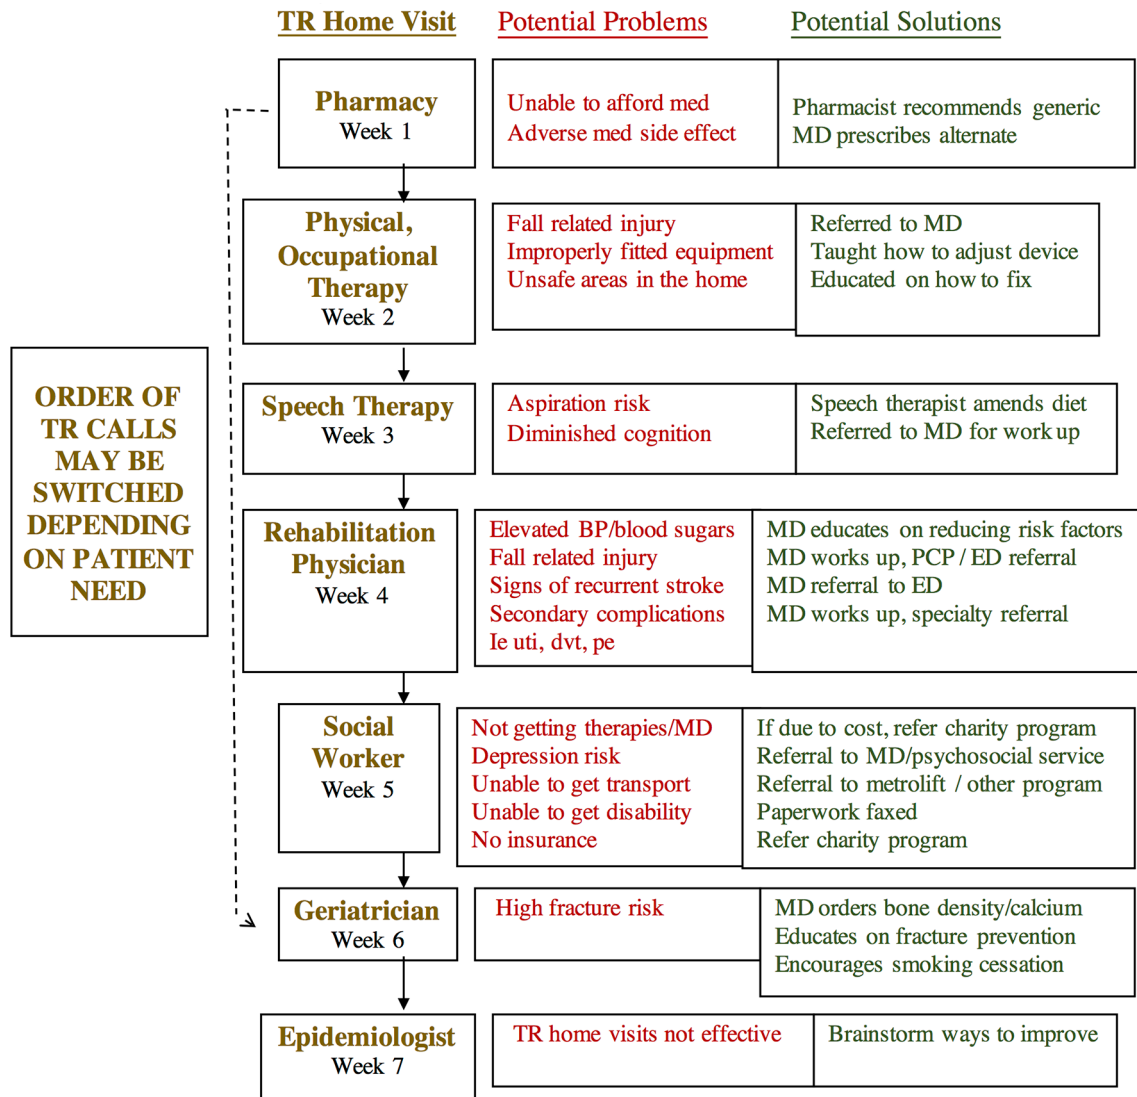 TR Home Visit Potential Problems Potential Solutions
Pharmacy
Week 1
Unable to afford med
Adverse med side effect
Pharmacist recommends generic
MD prescribes alternate
Physical,
Occupational
Therapy
Week 2
Fall related injury
Improperly fitted equipment
Unsafe areas in the home
Referred to MD
Taught how to adjust device
Educated on how to fix
ORDER OF
TR CALLS
MAY BE
SWITCHED
DEPENDING
ON PATIENT
NEED
Speech Therapy
Week 3
Aspiration risk
Diminished cognition
Speech therapist amends diet
Referred to MD for work up
Rehabilitation
Physician
Week 4
Elevated BP/blood sugars
Fall related injury
Signs of recurrent stroke
Secondary complications
Ie uti, dvt, pe
MD educates on reducing risk factors
MD works up, PCP / ED referral
MD referral to ED
MD works up, specialty referral
Social
Worker
Week 5
Not getting therapies/MD
Depression risk
Unable to get transport
Unable to get disability
No insurance
If due to cost, refer charity program
Referral to MD/psychosocial service
Referral to metrolift / other program
Paperwork faxed
Refer charity program
Geriatrician
Week 6
High fracture risk
MD orders bone density/calcium
Educates on fracture prevention
Encourages smoking cessation
Epidemiologist
Week 7
TR home visits not effective
Brainstorm ways to improve